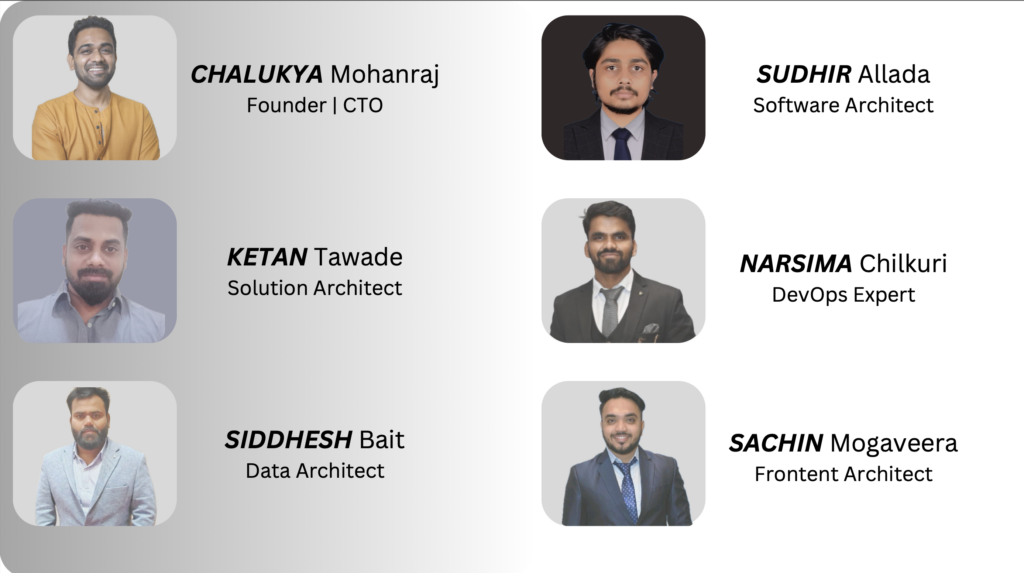 CHALUKYA Mohanraj
Founder | CTO
SUDHIR Allada
Software Architect
KETAN Tawade
Solution Architect
NARSIMA Chilkuri
DevOps Expert
SIDDHESH Bait
Data Architect
SACHIN Mogaveera
Frontent Architect